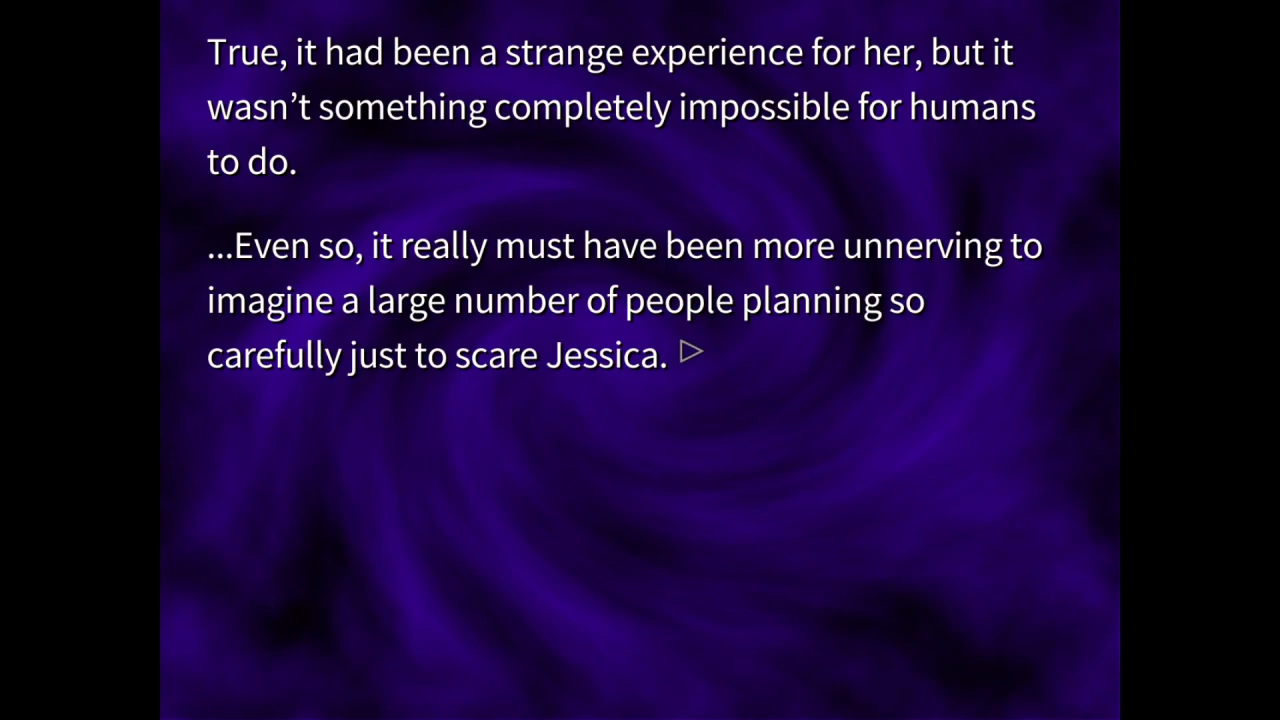 True, it had been a strange experience for her, but it
wasn’t something completely impossible for humans
to do.
...Even so, it really must have been more unnerving to
imagine a large number of people planning so
carefully just to scare Jessica.